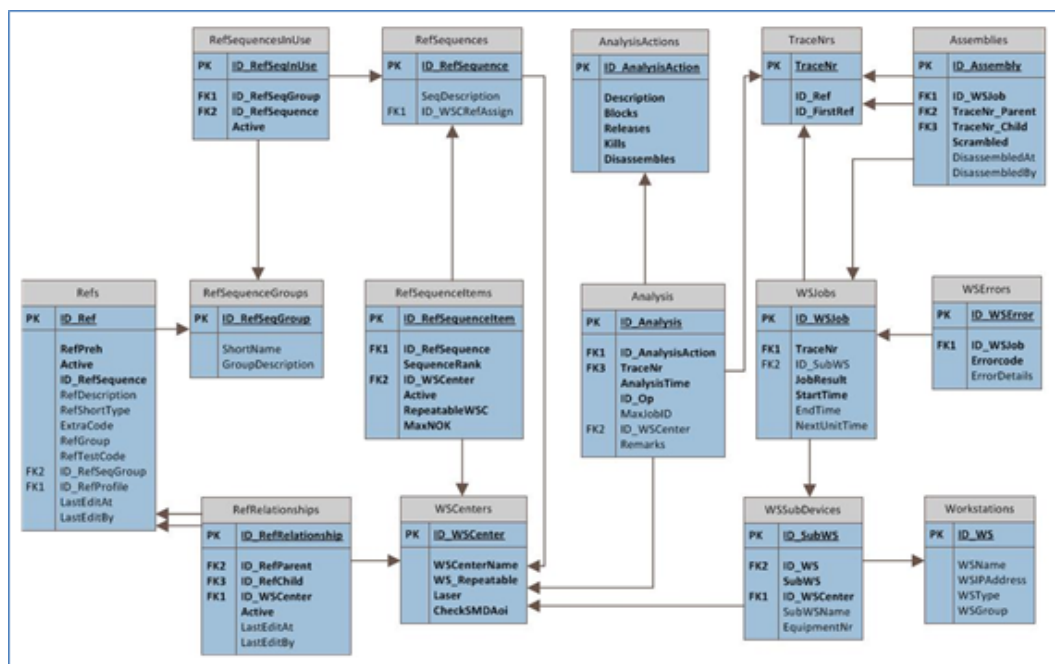 RefSequencesInUse
PK ID_RefSeqInUse
FK1 ID_RefSeqGroup
FK2 ID_RefSequence
Active
RefSequences
PK ID_RefSequence
SeqDescription
FK1 ID_WSCRefAssign
AnalysisActions
PK ID_AnalysisAction
Description
Blocks
Releases
Kills
Disassembles
TraceNrs
PK TraceNr
ID_Ref
ID_FirstRef
Assemblies
PK ID_Assembly
FK1 ID_WSJob
FK2 TraceNr_Parent
FK3 TraceNr_Child
Scrambled
DisassembledAt
DisassembledBy
Refs
PK ID_Ref
RefPreh
Active
ID_RefSequence
RefDescription
RefShortType
ExtraCode
RefGroup
RefTestCode
FK2 ID_RefSeqGroup
FK1 ID_RefProfile
LastEditAt
LastEditBy
RefSequenceGroups
PK ID_RefSeqGroup
ShortName
GroupDescription
RefSequenceItems
PK ID_RefSequenceItem
FK1 ID_RefSequence
SequenceRank
FK2 ID_WSCenter
Active
RepeatableWSC
MaxNOK
Analysis
PK ID_Analysis
FK1 ID_AnalysisAction
FK3 TraceNr
AnalysisTime
ID_Op
MaxJobID
FK2 ID_WSCenter
Remarks
WSJobs
PK ID_WSJob
FK1 TraceNr
FK2 ID_SubWS
JobResult
StartTime
EndTime
NextUnitTime
WSErrors
PK ID_WSError
FK1 ID_WSJob
Errorcode
ErrorDetails
RefRelationships
PK ID_RefRelationship
FK2 ID_RefParent
FK3 ID_RefChild
FK1 ID_WSCenter
Active
LastEditAt
LastEditBy
WSCenters
PK ID_WSCenter
WSCenterName
WS_Repeatable
Laser
CheckSMDAoi
WSSubDevices
PK ID_SubWS
FK2 ID_WS
SubWS
FK1 ID_WSCenter
SubWSName
EquipmentNr
Workstations
PK ID_WS
WSName
WSIPAddress
WSType
WSGroup